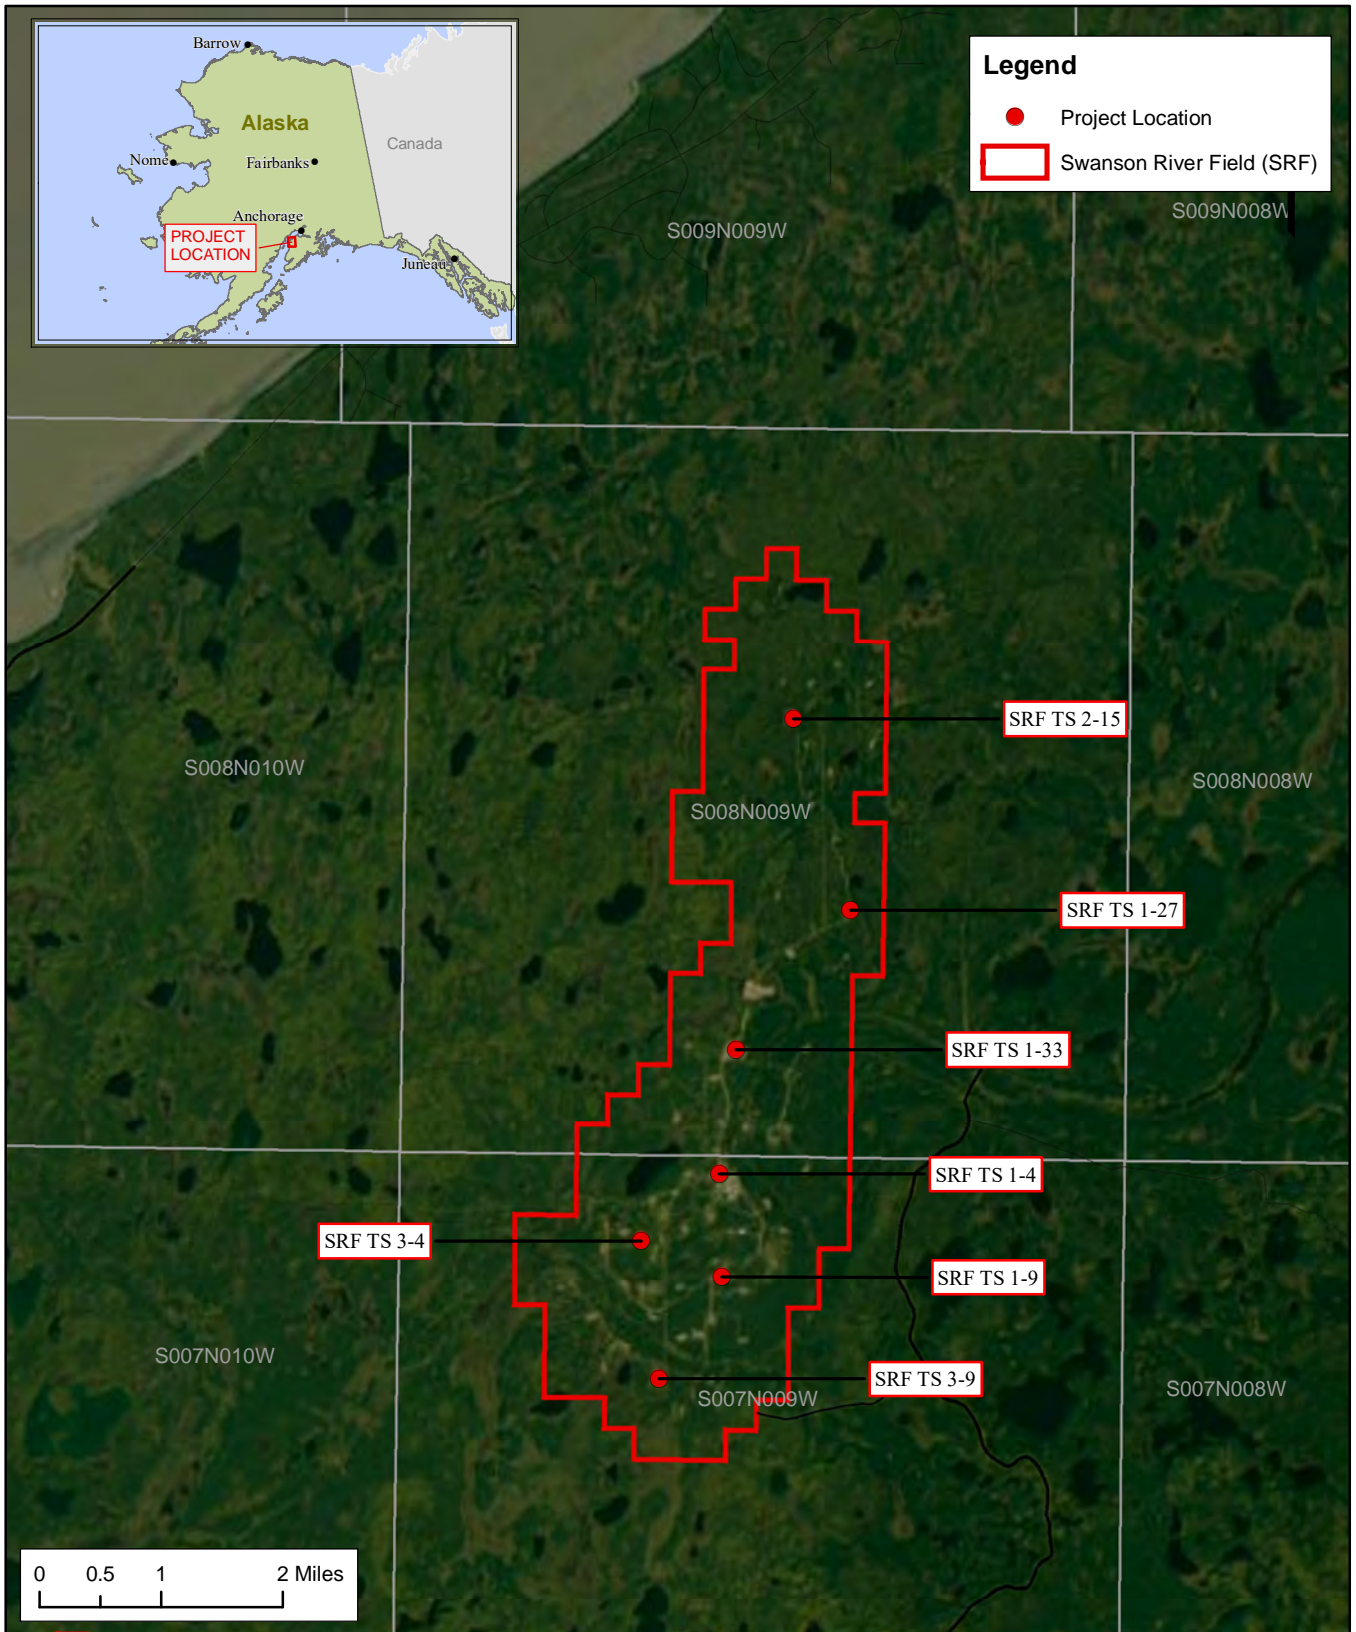 Barrow
Alaska
Canada
Nome
Fairbanks
Anchorage
PROJECT
LOCATION
Juneau
Legend
Project Location
Swanson River Field (SRF)
S009N009W
S009N008W
SRF TS 2-15
S008N010W
S008N009W
S008N008W
SRF TS 1-27
SRF TS 1-33
SRF TS 1-4
SRF TS 3-4
SRF TS 1-9
S007N010W
SRF TS 3-9
S007N009W
S007N008W
0 0.5 1 2 Miles